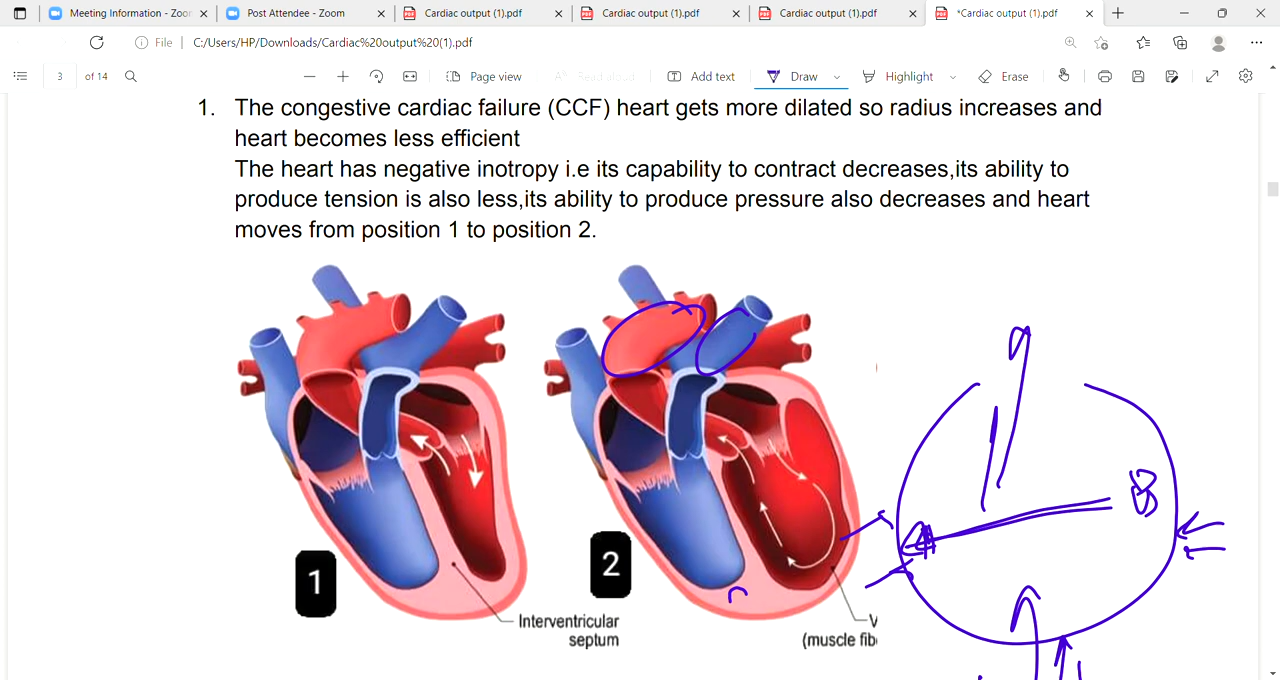 Meeting Information - Zoor
Post Attendee - Zoom
Cardiac output (1).pdf
Cardiac output (1).pdf
Cardiac output (1).pdf
*Cardiac output (1).pdf
File
C:/Users/HP/Downloads/Cardiac%20output%20(1).pdf
3 of 14
Page view
Read aloud
Add text
Draw
Highlight
Erase
1. The congestive cardiac failure (CCF) heart gets more dilated so radius increases and
heart becomes less efficient
The heart has negative inotropy i.e its capability to contract decreases,its ability to
produce tension is also less,its ability to produce pressure also decreases and heart
moves from position 1 to position 2.
1
2
Interventricular
septum
V
(muscle fib
A
B